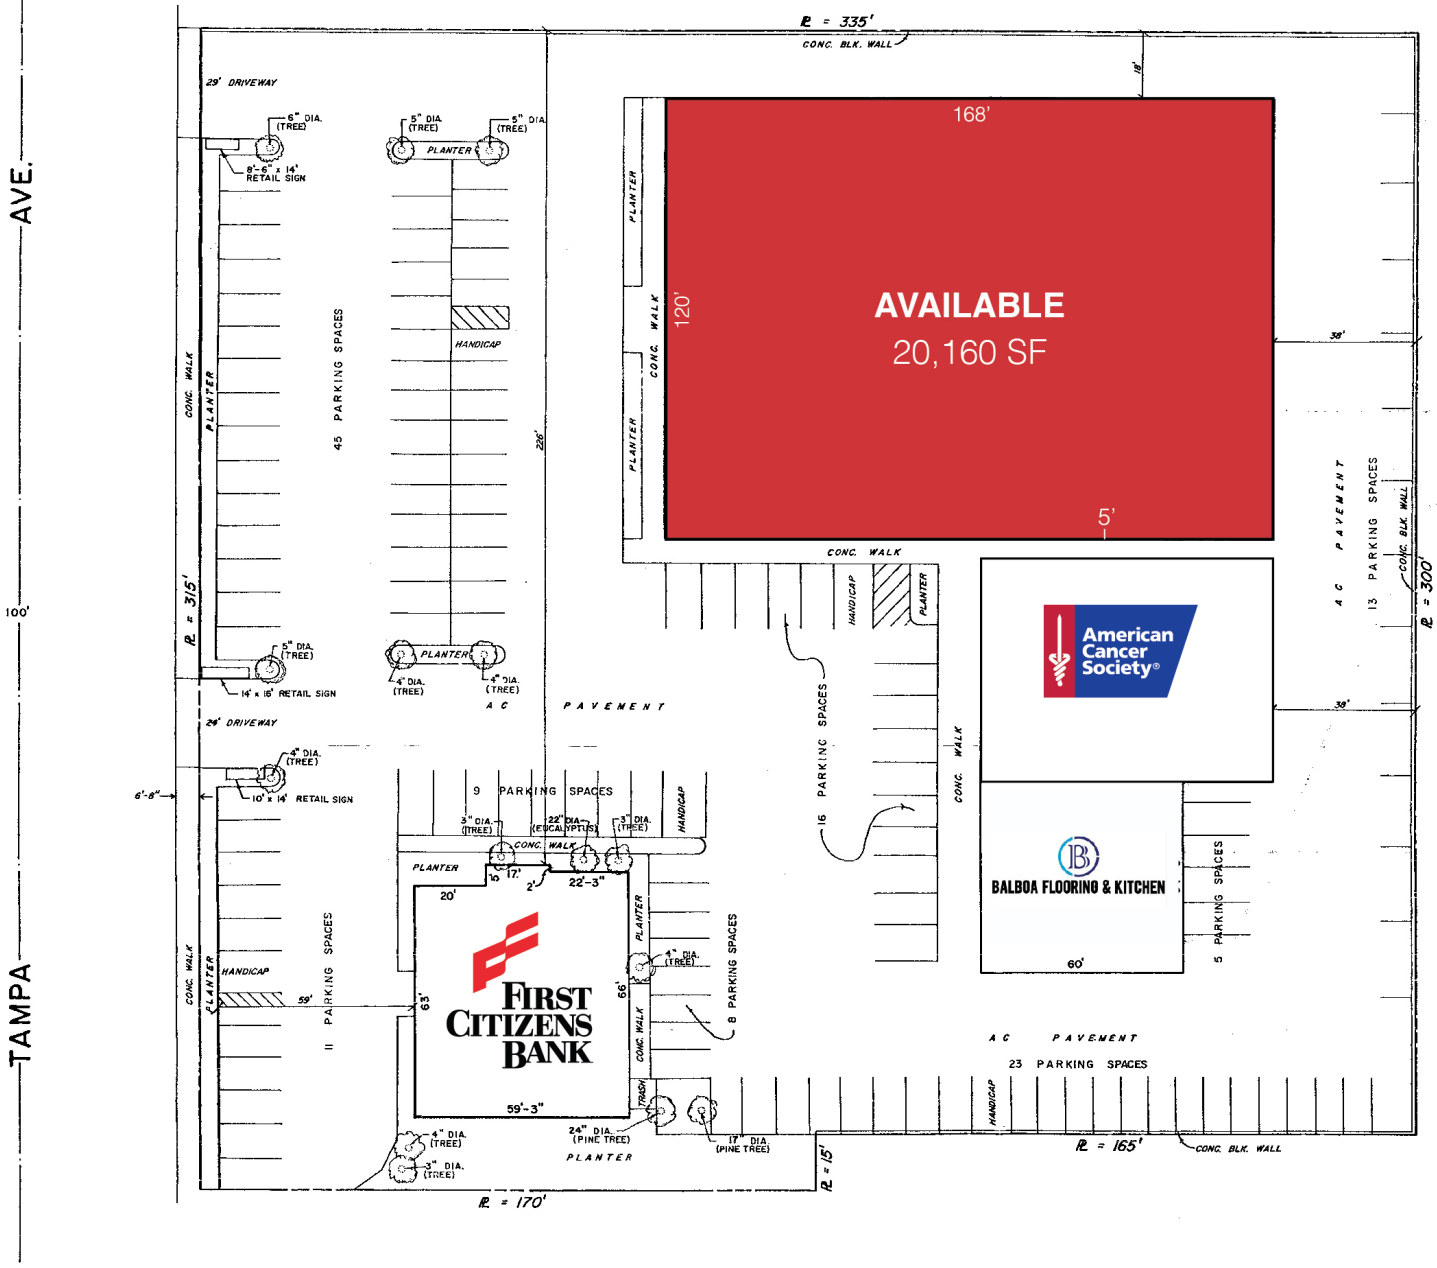 ℄ = 335'
CONC. BLK. WALL
29' DRIVEWAY
18'
6" DIA.
(TREE)
5" DIA.
(TREE)
5" DIA.
(TREE)
PLANTER
168'
8'-6" x 14'
RETAIL SIGN
AVE.
PLANTER
CONC. WALK
120'
AVAILABLE
20,160 SF
HANDICAP
38'
45 PARKING SPACES
CONC. WALK
PLANTER
226'
PLANTER
5'
CONC. WALK
AC PAVEMENT
13 PARKING SPACES
CONC. BLK. WALL
℄ = 300'
℄ = 315'
100'
HANDICAP
PLANTER
American
Cancer
Society®
5" DIA.
(TREE)
PLANTER
4" DIA.
(TREE)
4" DIA.
(TREE)
14' x 16' RETAIL SIGN
AC PAVEMENT
38'
24' DRIVEWAY
16 PARKING SPACES
CONC. WALK
4" DIA.
(TREE)
6'-8"
10' x 14' RETAIL SIGN
9 PARKING SPACES
HANDICAP
3" DIA.
(TREE)
22" DIA.
(EUCALYPTUS)
3" DIA.
(TREE)
CONC. WALK
PLANTER
20'
5'
17'
2'
22'-3"
B
BALBOA FLOORING & KITCHEN
5 PARKING SPACES
60'
CONC. WALK
PLANTER
HANDICAP
59'
11 PARKING SPACES
63'
FIRST
CITIZENS
BANK
66'
PLANTER
4" DIA.
(TREE)
CONC. WALK
8 PARKING SPACES
TAMPA
AC PAVEMENT
23 PARKING SPACES
HANDICAP
TRASH
59'-3"
24" DIA.
(PINE TREE)
17" DIA.
(PINE TREE)
4" DIA.
(TREE)
3" DIA.
(TREE)
PLANTER
℄ = 15'
℄ = 165'
CONC. BLK. WALL
℄ = 170'